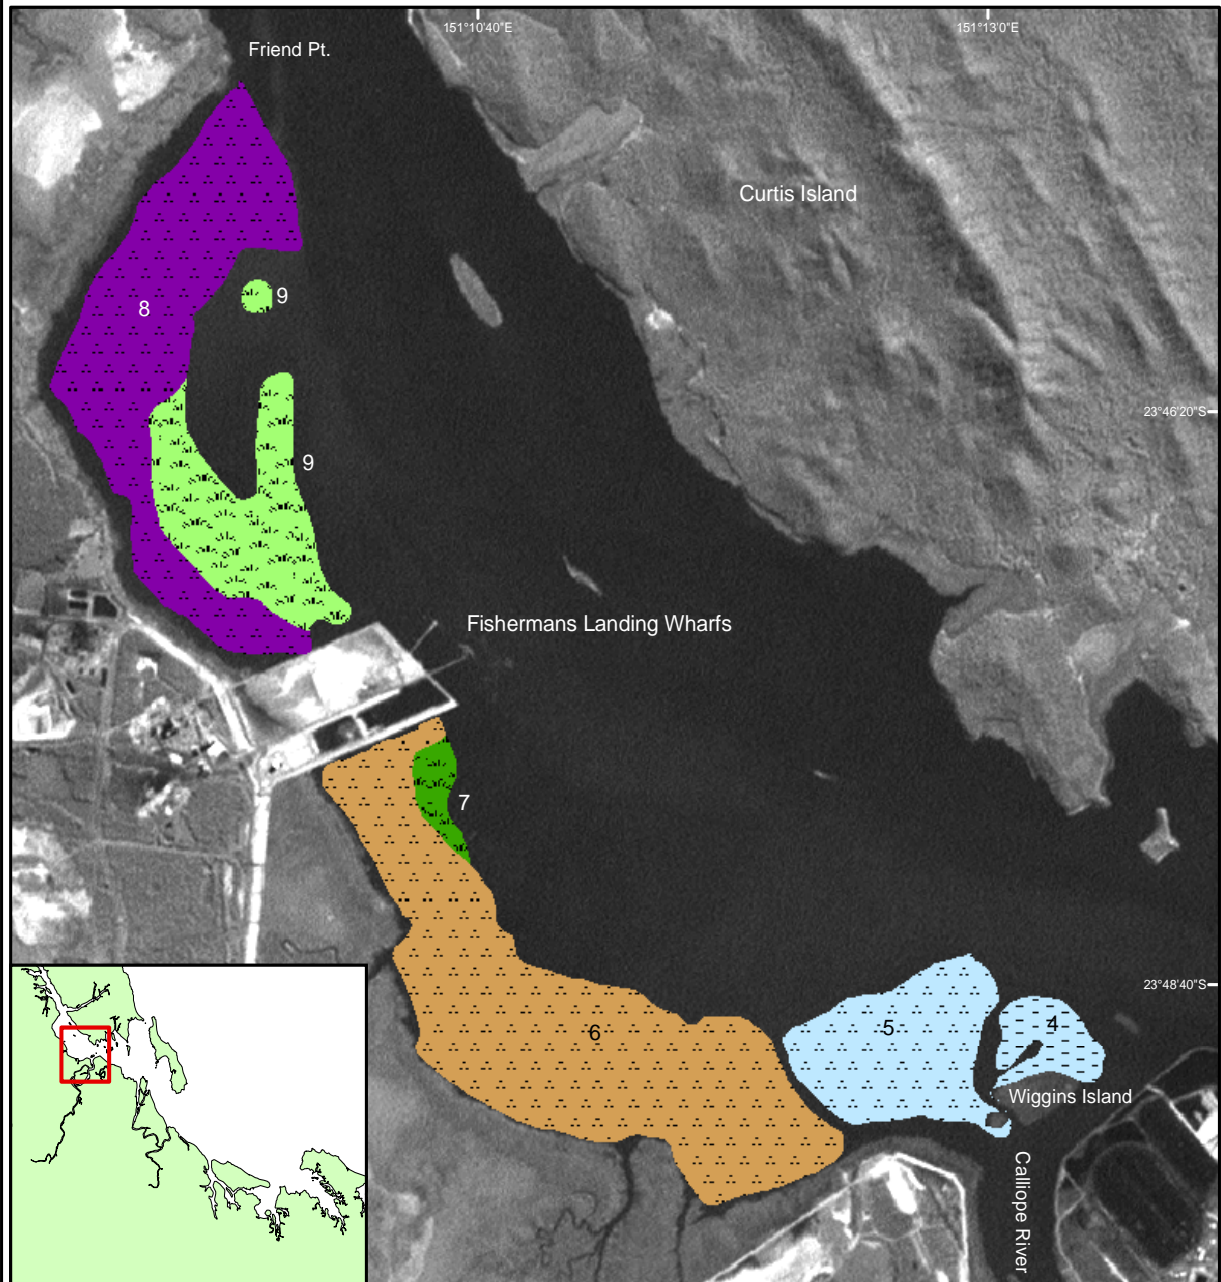 151°10'40"E
151°13'0"E
Friend Pt.
Curtis Island
9
8
23°46'20"S
9
Fishermans Landing Wharfs
7
23°48'40"S
6
5
4
Wiggins Island
Calliope River